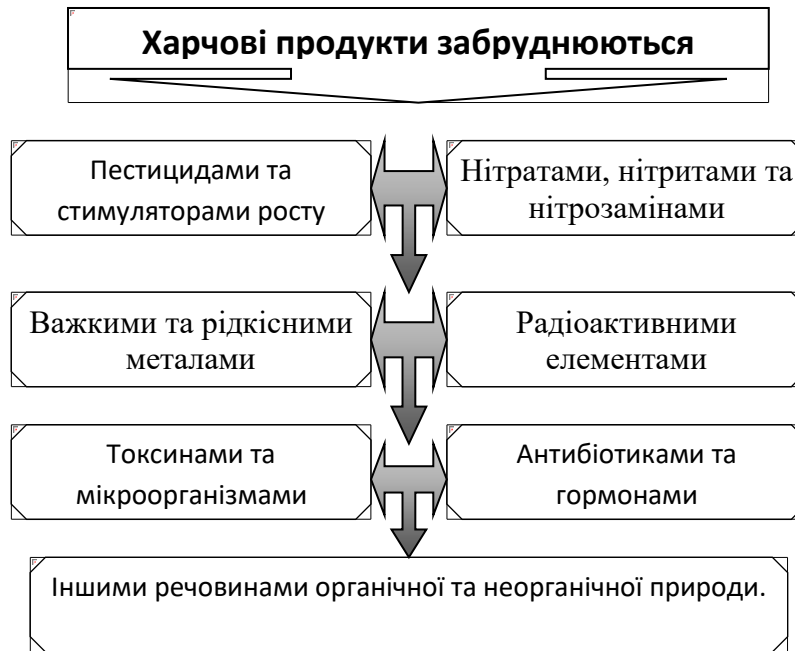 Харчові продукти забруднюються
Пестицидами та
стимуляторами росту
Нітратами, нітритами та
нітрозамінами
Важкими та рідкісними
металами
Радіоактивними
елементами
Токсинами та
мікроорганізмами
Антибіотиками та
гормонами
Іншими речовинами органічної та неорганічної природи.